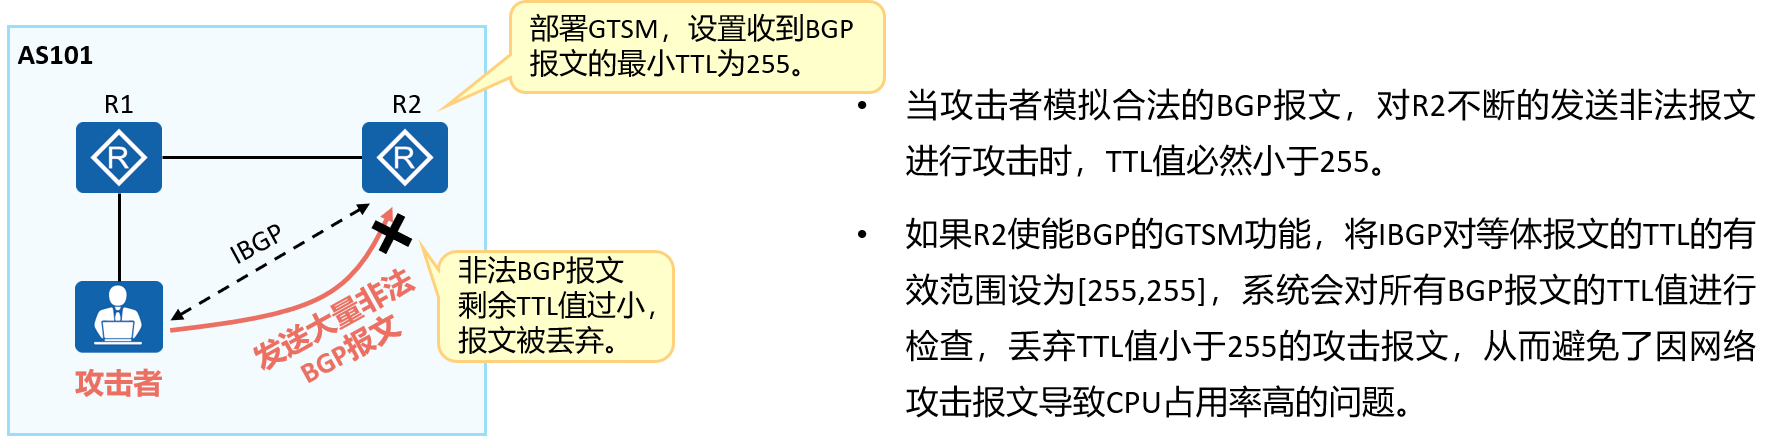 部署GTSM，设置收到BGP
报文的最小TTL为255。
AS101
R1
R2
R
R
IBGP
非法BGP报文
剩余TTL值过小，
报文被丢弃。
发送大量非法
BGP报文
攻击者
• 当攻击者模拟合法的BGP报文，对R2不断的发送非法报文
进行攻击时，TTL值必然小于255。
• 如果R2使能BGP的GTSM功能，将IBGP对等体报文的TTL的有
效范围设为[255,255]，系统会对所有BGP报文的TTL值进行
检查，丢弃TTL值小于255的攻击报文，从而避免了因网络
攻击报文导致CPU占用率高的问题。